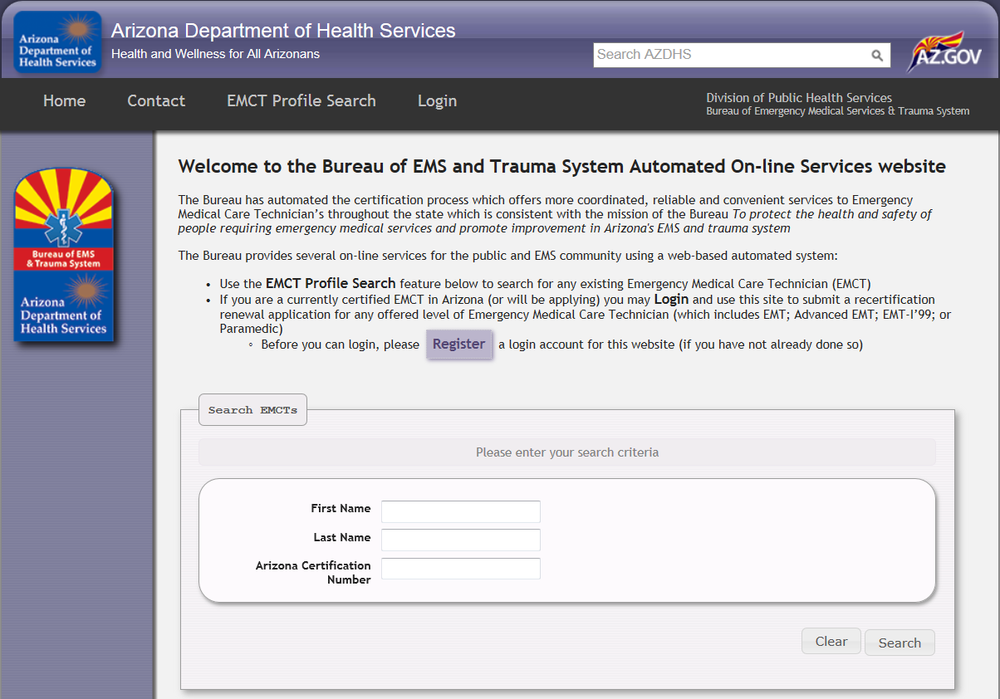 Arizona
Department of
Health Services
Arizona Department of Health Services
Health and Wellness for All Arizonans
Search AZDHS
AZ.GOV
Home
Contact
EMCT Profile Search
Login
Division of Public Health Services
Bureau of Emergency Medical Services & Trauma System
Bureau of EMS
& Trauma System
Arizona
Department of
Health Services
Welcome to the Bureau of EMS and Trauma System Automated On-line Services website
The Bureau has automated the certification process which offers more coordinated, reliable and convenient services to Emergency
Medical Care Technician's throughout the state which is consistent with the mission of the Bureau To protect the health and safety of
people requiring emergency medical services and promote improvement in Arizona's EMS and trauma system
The Bureau provides several on-line services for the public and EMS community using a web-based automated system:
• Use the EMCT Profile Search feature below to search for any existing Emergency Medical Care Technician (EMCT)
• If you are a currently certified EMCT in Arizona (or will be applying) you may Login and use this site to submit a recertification
renewal application for any offered level of Emergency Medical Care Technician (which includes EMT; Advanced EMT; EMT-I'99; or
Paramedic)
◦ Before you can login, please Register a login account for this website (if you have not already done so)
Search EMCTs
Please enter your search criteria
First Name
Last Name
Arizona Certification
Number
Clear
Search